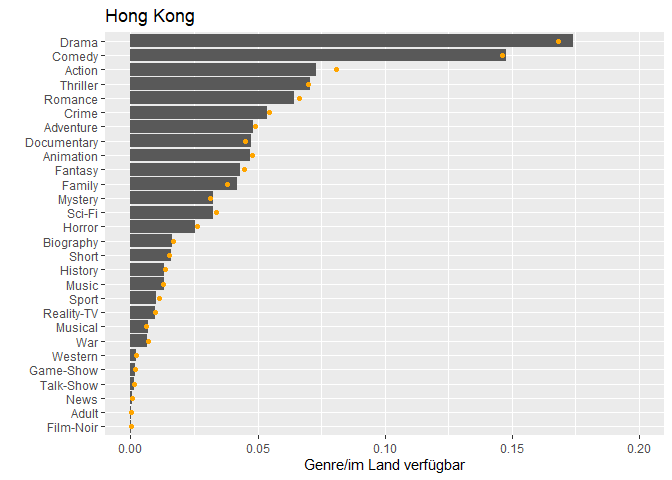 Hong Kong
Drama
Comedy
Action
Thriller
Romance
Crime
Adventure
Documentary
Animation
Fantasy
Family
Mystery
Sci-Fi
Horror
Biography
Short
History
Music
Sport
Reality-TV
Musical
War
Western
Game-Show
Talk-Show
News
Adult
Film-Noir
0.00 0.05 0.10 0.15 0.20
Genre/im Land verfügbar